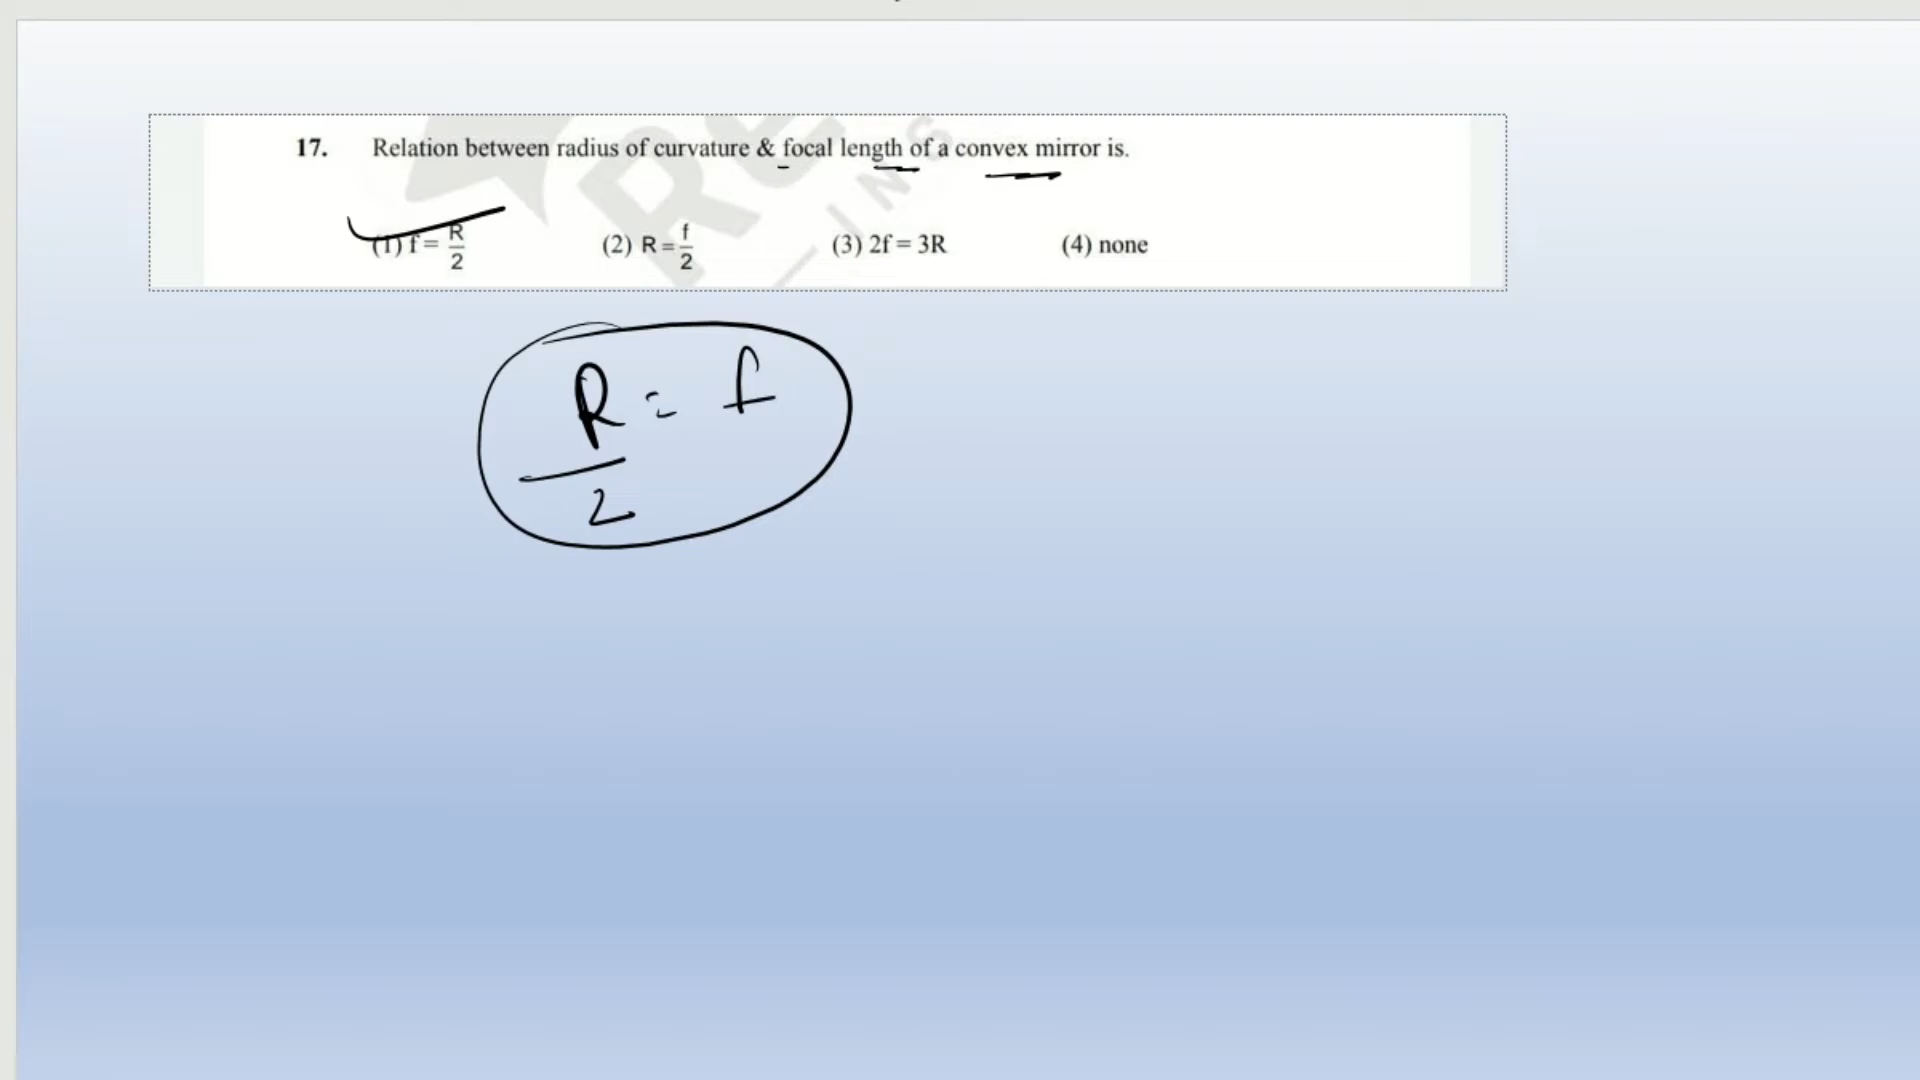 17. Relation between radius of curvature & focal length of a convex mirror is.
(1) f = R/2 (2) R = f/2 (3) 2f = 3R (4) none
R/2 = f